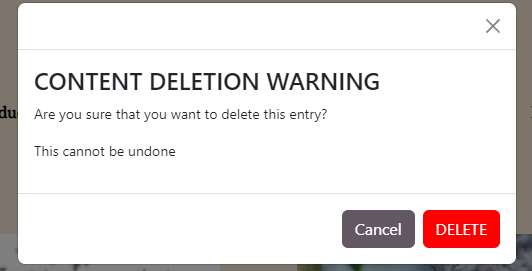 CONTENT DELETION WARNING
Are you sure that you want to delete this entry?
This cannot be undone
Cancel DELETE